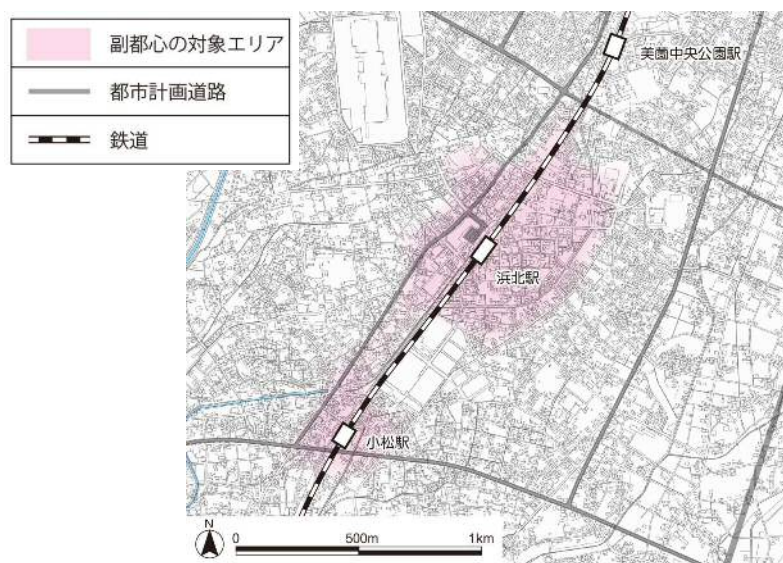 副都心の対象エリア
都市計画道路
鉄道
美薗中央公園駅
浜北駅
小松駅
N
0 500m 1km